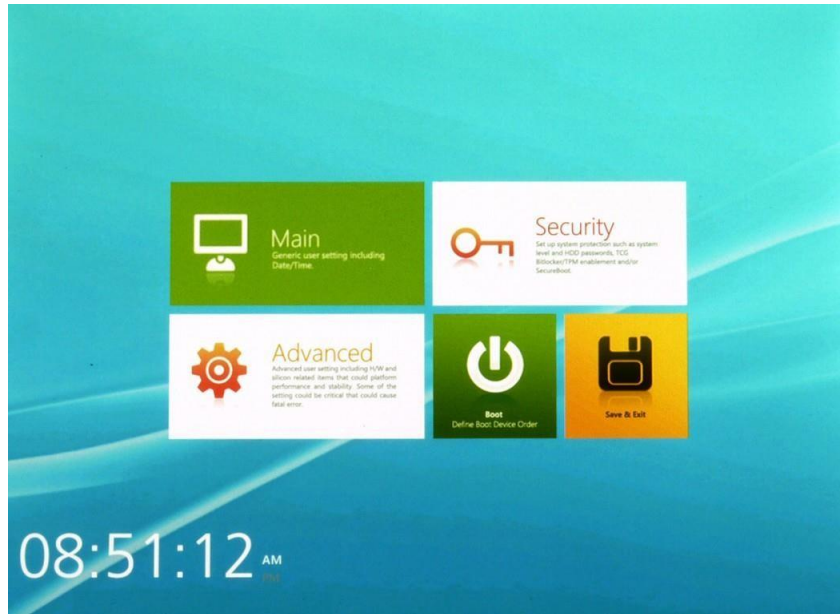 Main
Generic user setting including
Date/Time.
Security
Set up system protection such as system
level and HDD passwords, TCG
Bitlocker/TPM enablement and/or
SecureBoot.
Advanced
Advanced user setting including H/W and
silicon related items that could platform
performance and stability. Some of the
setting could be critical that could cause
fatal error.
Boot
Define Boot Device Order
Save & Exit
08:51:12 AM
PM